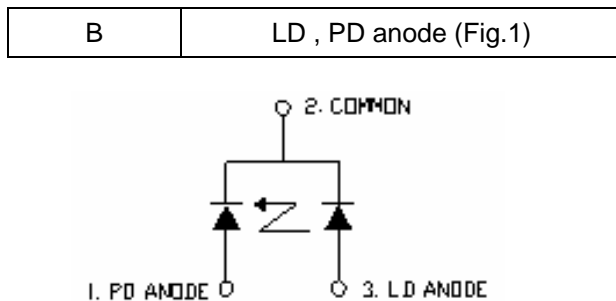 B LD , PD anode (Fig.1)
2. COMMON
1. PD ANODE 3. LD ANODE